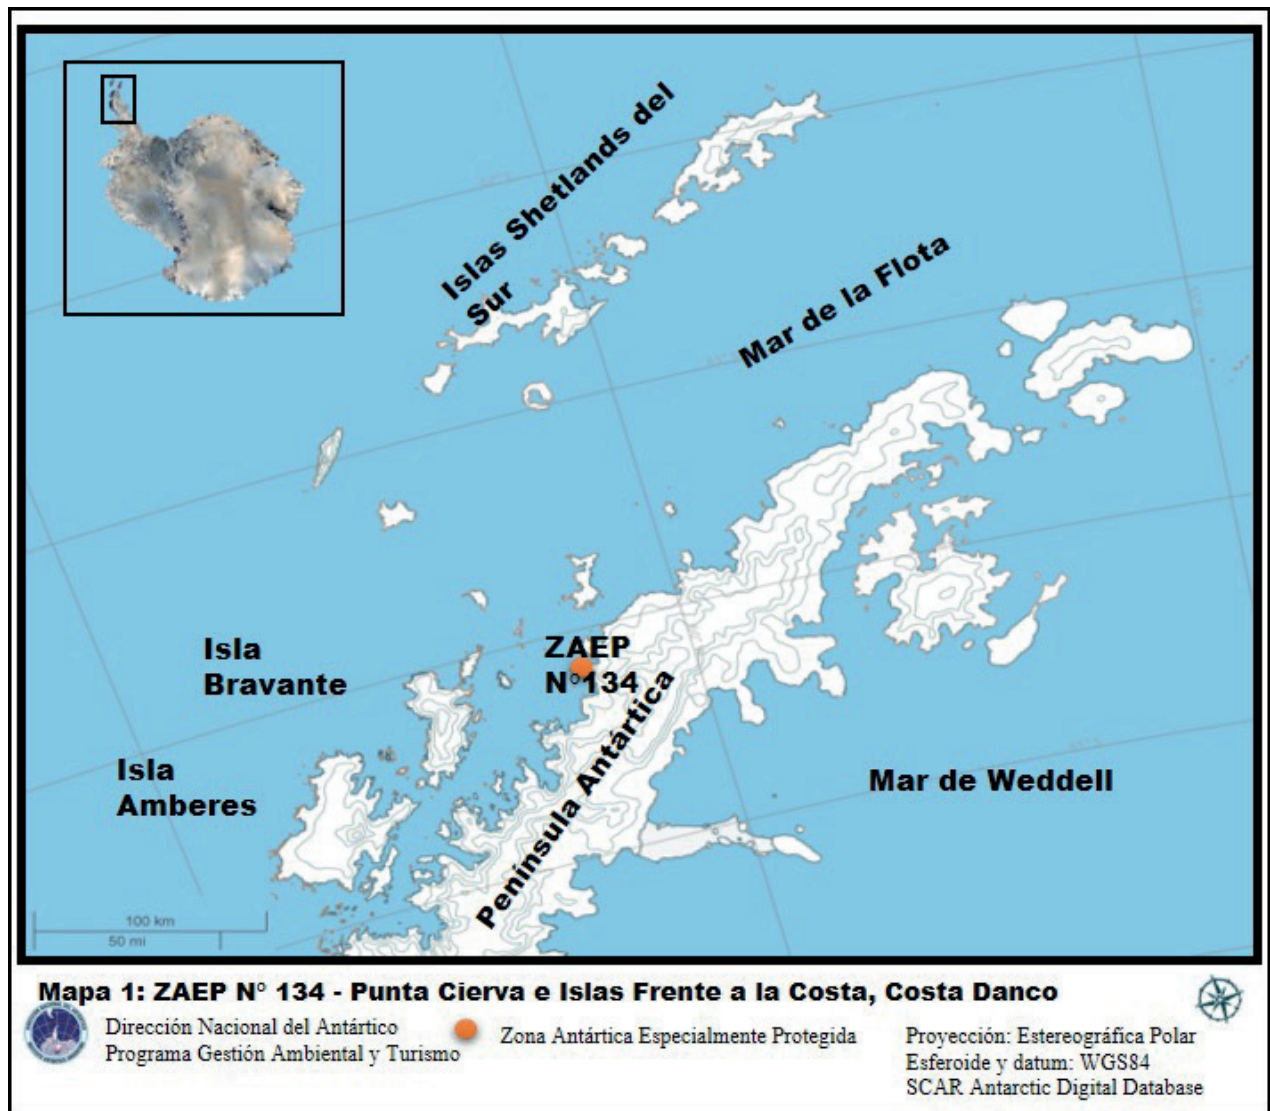 Islas Shetlands del
Sur
Mar de la Flota
Isla
Bravante
ZAEP
N°134
Península Antártica
Isla
Amberes
Mar de Weddell
100 km
50 mi
Mapa 1: ZAEP N° 134 - Punta Cierva e Islas Frente a la Costa, Costa Danco
Dirección Nacional del Antártico
Programa Gestión Ambiental y Turismo
Zona Antártica Especialmente Protegida
Proyección: Estereográfica Polar
Esferoide y datum: WGS84
SCAR Antarctic Digital Database